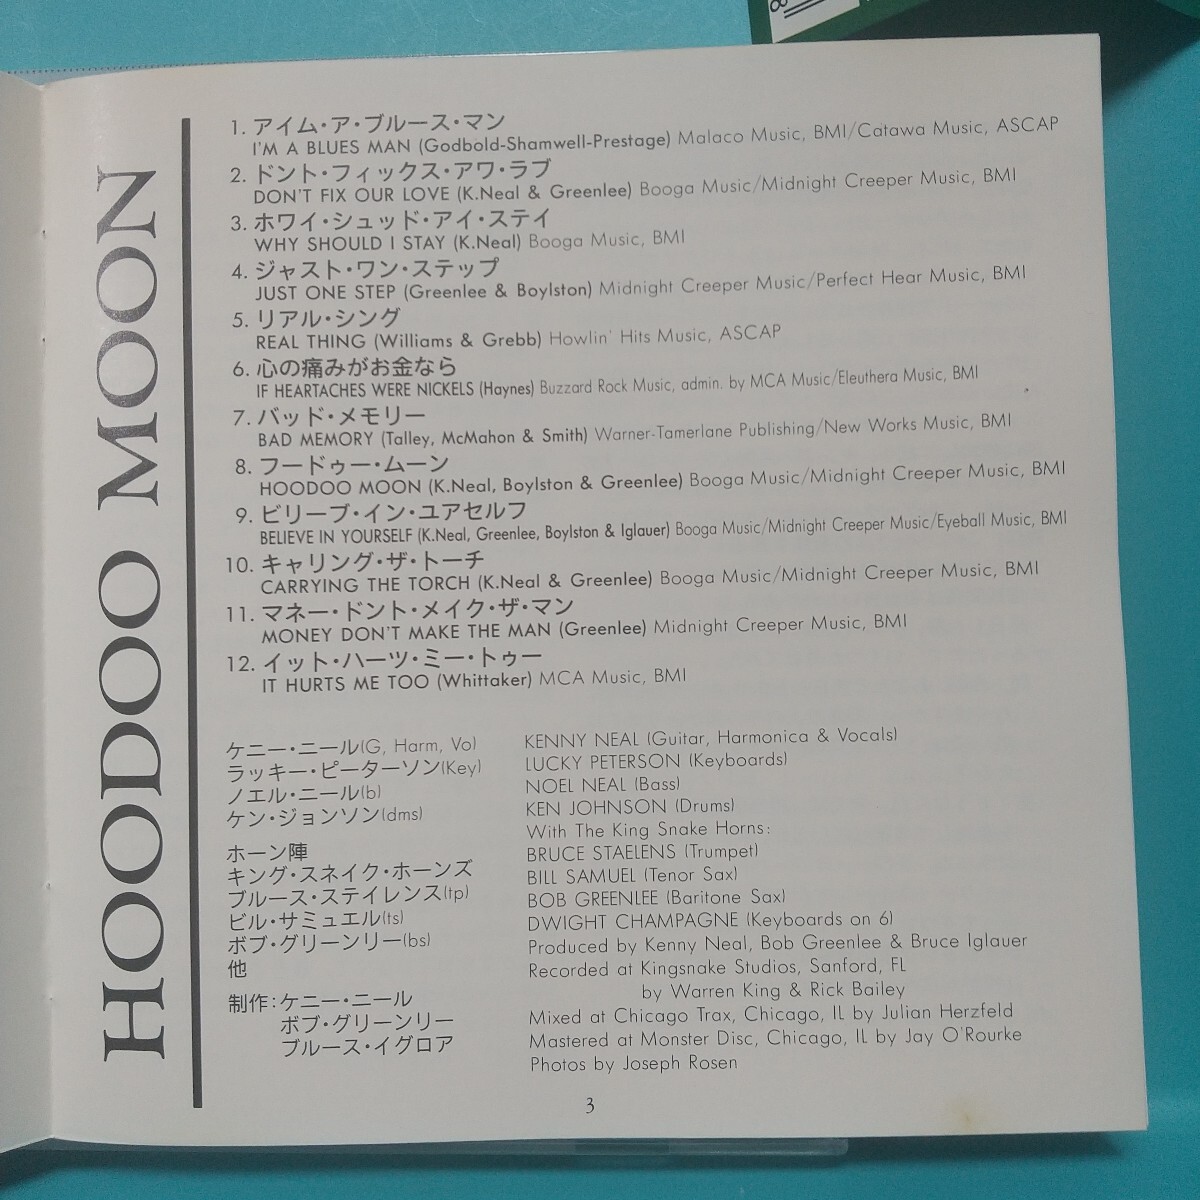 HOODOO MOON
1. アイム・ア・ブルース・マン
I'M A BLUES MAN (Godbold-Shamwell-Prestage) Malaco Music, BMI/Catawa Music, ASCAP
2. ドント・フィックス・アワ・ラブ
DON'T FIX OUR LOVE (K.Neal & Greenlee) Booga Music/Midnight Creeper Music, BMI
3. ホワイ・シュッド・アイ・ステイ
WHY SHOULD I STAY (K.Neal) Booga Music, BMI
4. ジャスト・ワン・ステップ
JUST ONE STEP (Greenlee & Boylston) Midnight Creeper Music/Perfect Hear Music, BMI
5. リアル・シング
REAL THING (Williams & Grebb) Howlin' Hits Music, ASCAP
6. 心の痛みがお金なら
IF HEARTACHES WERE NICKELS (Haynes) Buzzard Rock Music, admin. by MCA Music/Eleuthera Music, BMI
7. バッド・メモリー
BAD MEMORY (Talley, McMahon & Smith) Warner-Tamerlane Publishing/New Works Music, BMI
8. フードゥー・ムーン
HOODOO MOON (K.Neal, Boylston & Greenlee) Booga Music/Midnight Creeper Music, BMI
9. ビリーブ・イン・ユアセルフ
BELIEVE IN YOURSELF (K.Neal, Greenlee, Boylston & Iglauer) Booga Music/Midnight Creeper Music/Eyeball Music, BMI
10. キャリング・ザ・トーチ
CARRYING THE TORCH (K.Neal & Greenlee) Booga Music/Midnight Creeper Music, BMI
11. マネー・ドント・メイク・ザ・マン
MONEY DON'T MAKE THE MAN (Greenlee) Midnight Creeper Music, BMI
12. イット・ハーツ・ミー・トゥー
IT HURTS ME TOO (Whittaker) MCA Music, BMI
ケニー・ニール(G, Harm, Vo)
ラッキー・ピーターソン(Key)
ノエル・ニール(b)
ケン・ジョンソン(dms)
ホーン陣
キング・スネイク・ホーンズ
ブルース・ステイレンス(tp)
ビル・サミュエル(ts)
ボブ・グリーンリー(bs)
他
制作：ケニー・ニール
ボブ・グリーンリー
ブルース・イグロア
KENNY NEAL (Guitar, Harmonica & Vocals)
LUCKY PETERSON (Keyboards)
NOEL NEAL (Bass)
KEN JOHNSON (Drums)
With The King Snake Horns:
BRUCE STAELENS (Trumpet)
BILL SAMUEL (Tenor Sax)
BOB GREENLEE (Baritone Sax)
DWIGHT CHAMPAGNE (Keyboards on 6)
Produced by Kenny Neal, Bob Greenlee & Bruce Iglauer
Recorded at Kingsnake Studios, Sanford, FL
by Warren King & Rick Bailey
Mixed at Chicago Trax, Chicago, IL by Julian Herzfeld
Mastered at Monster Disc, Chicago, IL by Jay O'Rourke
Photos by Joseph Rosen
3
8